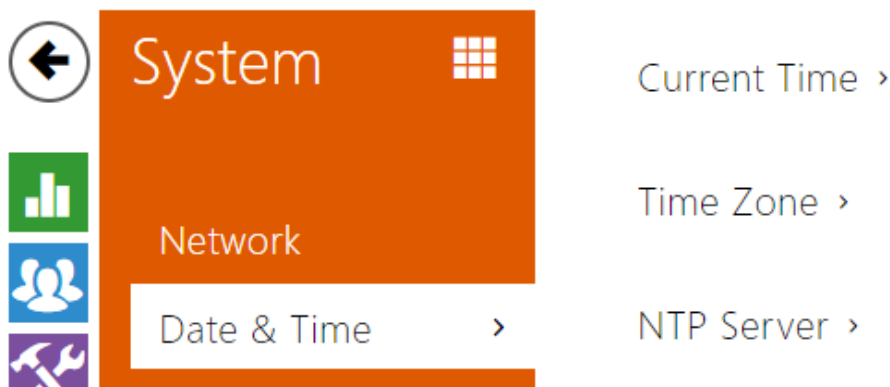 System
Network
Date & Time
Current Time
Time Zone
NTP Server